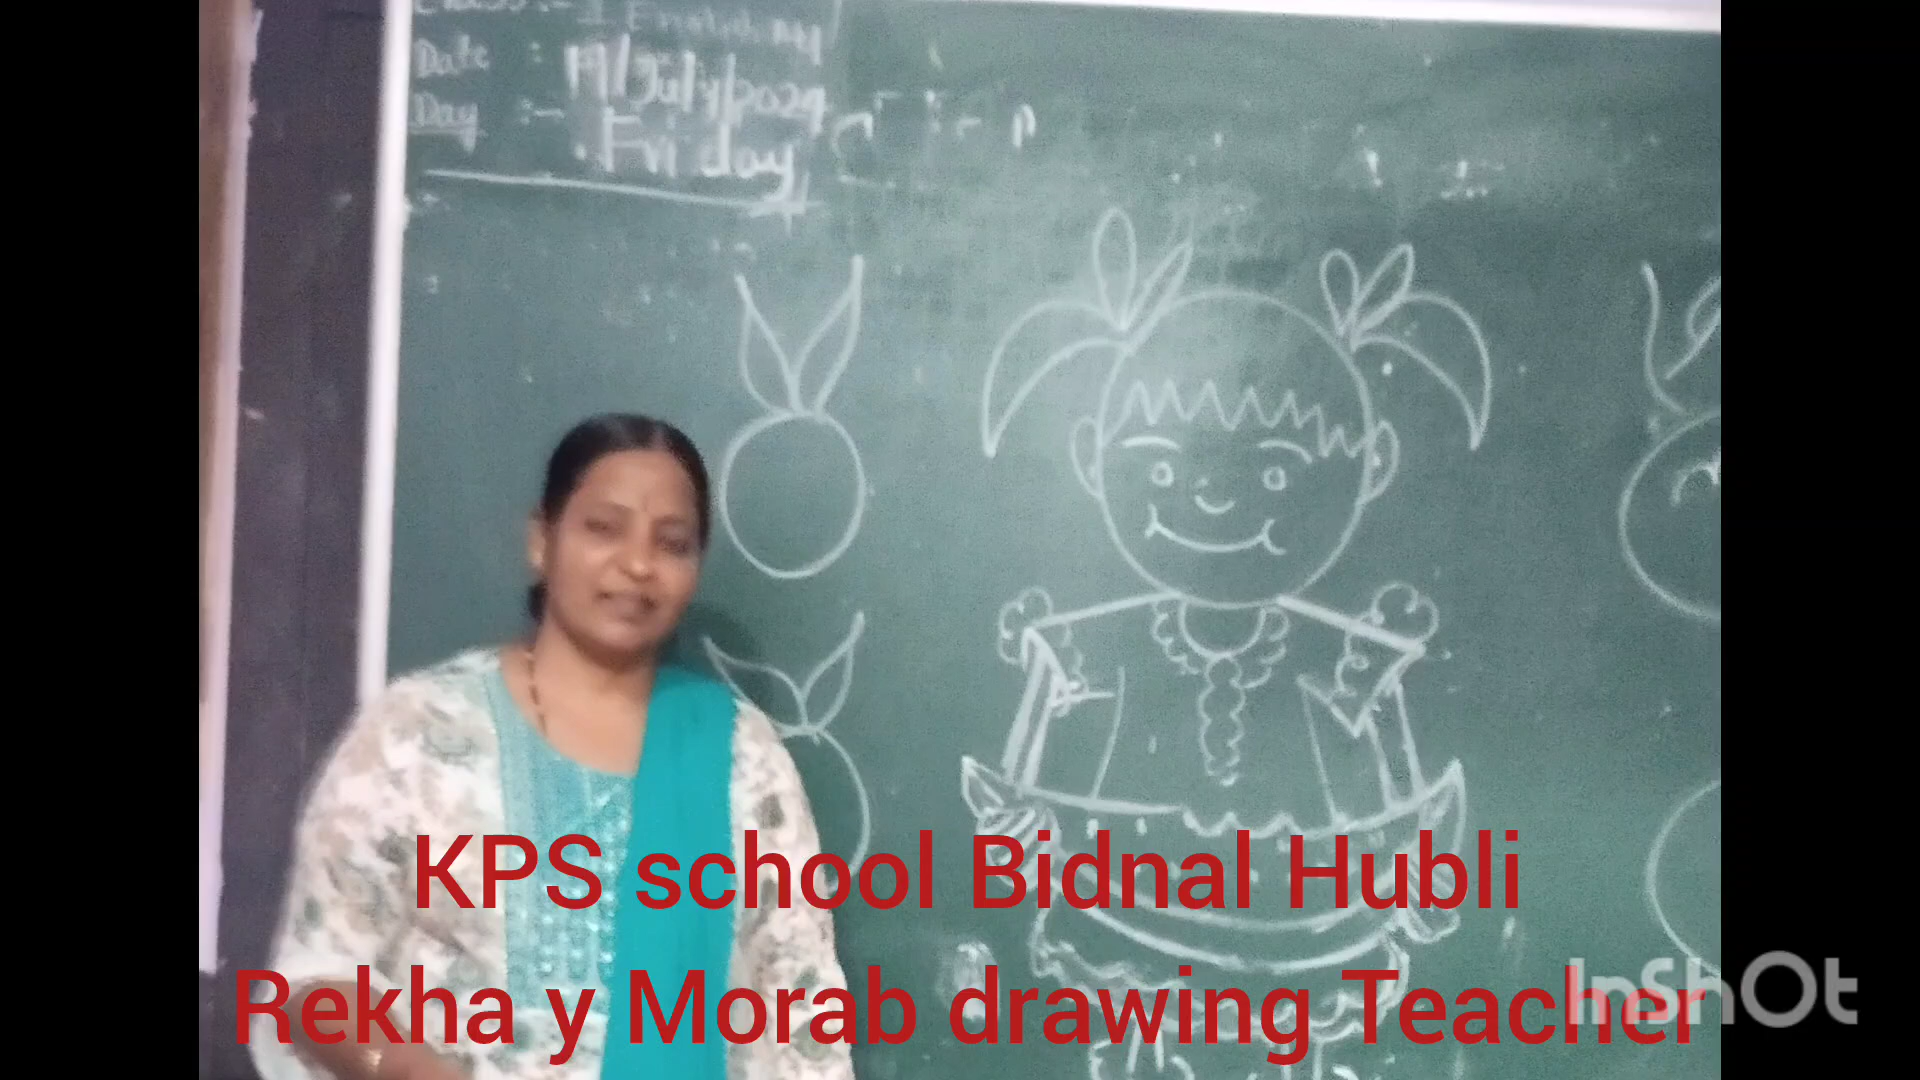 Date :
19/July/2024
Day :-
Friday
KPS school Bidnal Hubli
Rekha y Morab drawing Teacher
InShOt